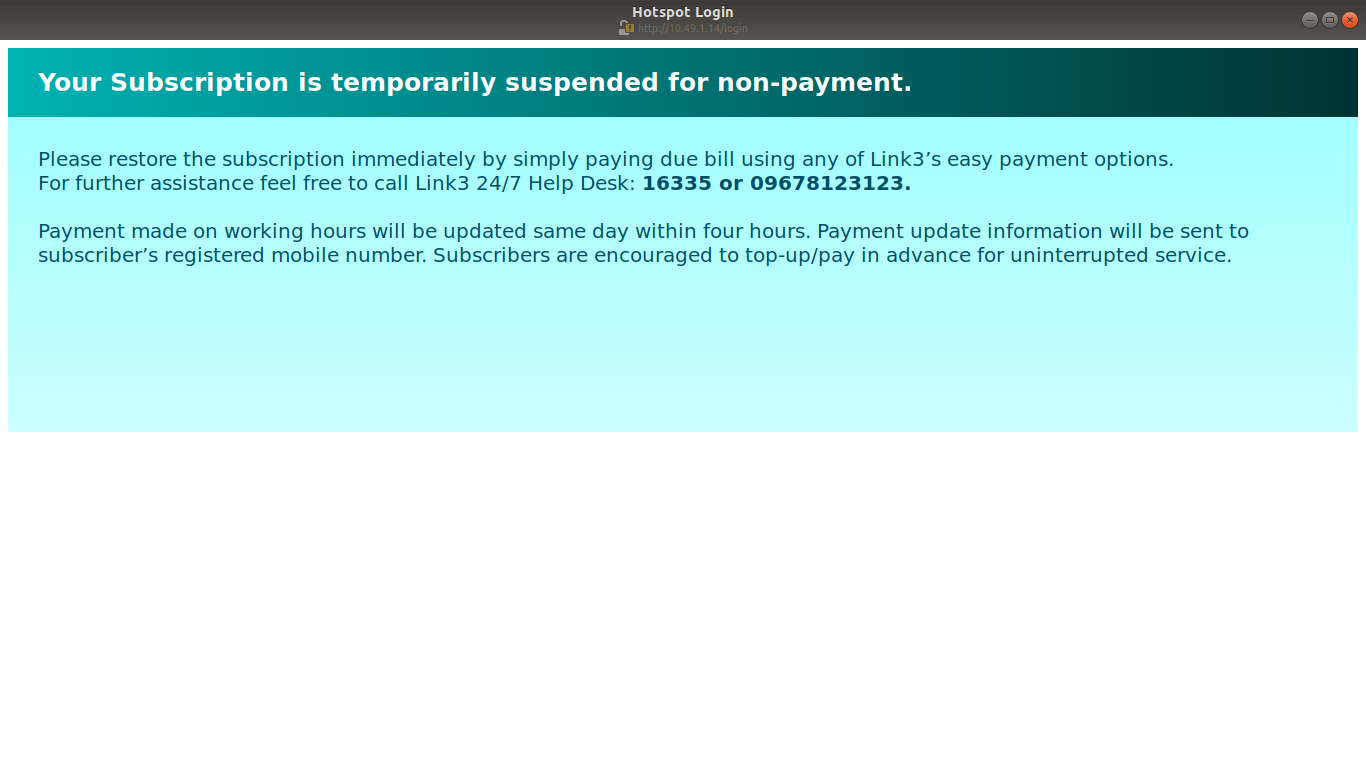 Hotspot Login
http://10.49.1.14/login
Your Subscription is temporarily suspended for non-payment.
Please restore the subscription immediately by simply paying due bill using any of Link3’s easy payment options.
For further assistance feel free to call Link3 24/7 Help Desk: 16335 or 09678123123.
Payment made on working hours will be updated same day within four hours. Payment update information will be sent to
subscriber’s registered mobile number. Subscribers are encouraged to top-up/pay in advance for uninterrupted service.